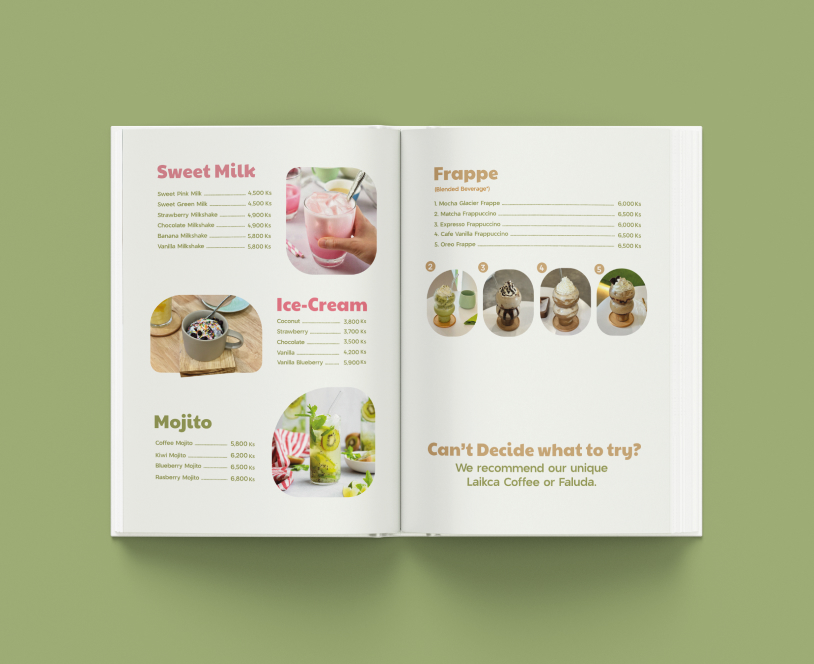 Sweet Milk
Sweet Pink Milk 4,500 Ks
Sweet Green Milk 4,500 Ks
Strawberry Milkshake 4,900 Ks
Chocolate Milkshake 4,900 Ks
Banana Milkshake 5,800 Ks
Vanilla Milkshake 5,800 Ks
Ice-Cream
Coconut 3,800 Ks
Strawberry 3,700 Ks
Chocolate 3,500 Ks
Vanilla 4,200 Ks
Vanilla Blueberry 5,900 Ks
Mojito
Coffee Mojito 5,800 Ks
Kiwi Mojito 6,200 Ks
Blueberry Mojito 6,500 Ks
Rasberry Mojito 6,800 Ks
Frappe
(Blended Beverage*)
1. Mocha Glacier Frappe 6,000 Ks
2. Matcha Frappuccino 6,500 Ks
3. Espresso Frappuccino 6,000 Ks
4. Cafe Vanilla Frappuccino 6,500 Ks
5. Oreo Frappe 6,500 Ks
2 3 4 5
Can't Decide what to try?
We recommend our unique
Laikca Coffee or Faluda.